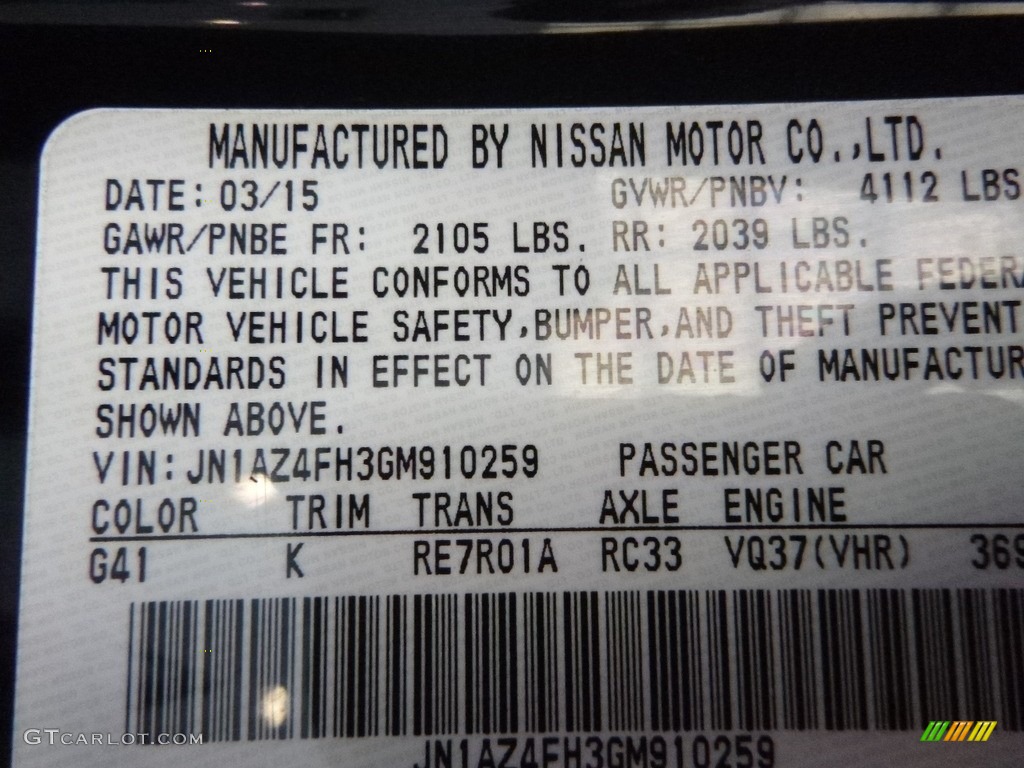 MANUFACTURED BY NISSAN MOTOR CO.,LTD.
DATE: 03/15 GVWR/PNBV: 4112 LBS
GAWR/PNBE FR: 2105 LBS. RR: 2039 LBS.
THIS VEHICLE CONFORMS TO ALL APPLICABLE FEDERA
MOTOR VEHICLE SAFETY,BUMPER,AND THEFT PREVENT
STANDARDS IN EFFECT ON THE DATE OF MANUFACTUR
SHOWN ABOVE.
VIN: JN1AZ4FH3GM910259 PASSENGER CAR
COLOR TRIM TRANS AXLE ENGINE
G41 K RE7R01A RC33 VQ37(VHR) 369
JN1AZ4FH3GM910259
GTCARLOT.COM